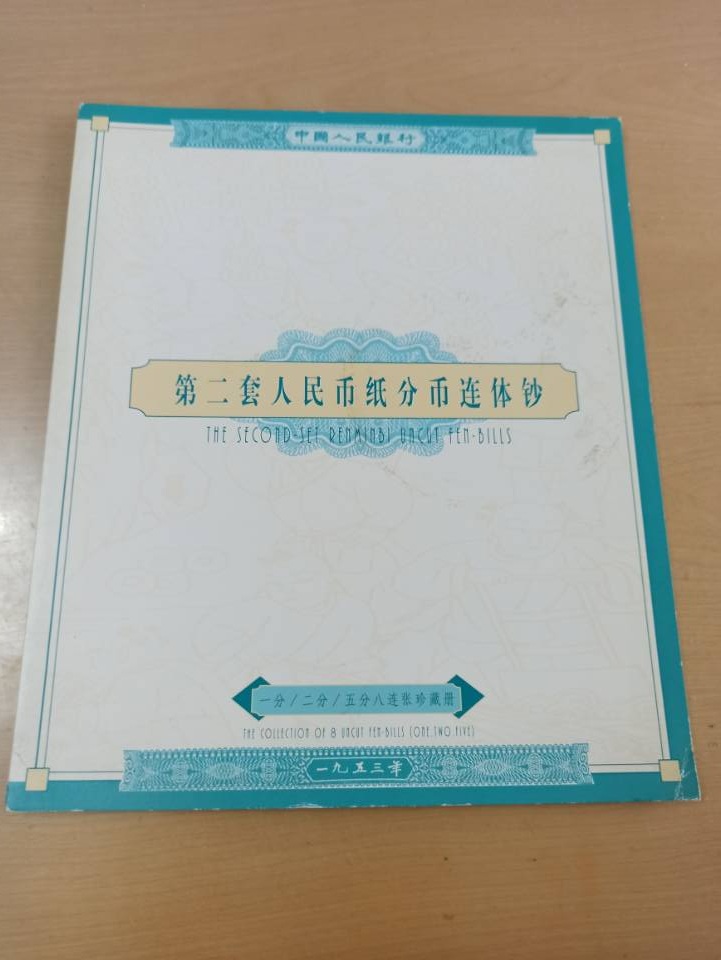 中國人民銀行
第二套人民币纸分币连体钞
THE SECOND-SET RENMINBI UNCUT FEN-BILLS
一分/二分/五分八连张珍藏册
THE COLLECTION OF 8 UNCUT FEN-BILLS (ONE.TWO FIVE)
一九五三年